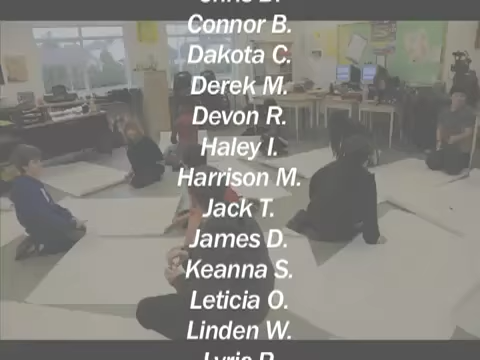 Connor B.
Dakota C.
Derek M.
Devon R.
Haley I.
Harrison M.
Jack T.
James D.
Keanna S.
Leticia O.
Linden W.